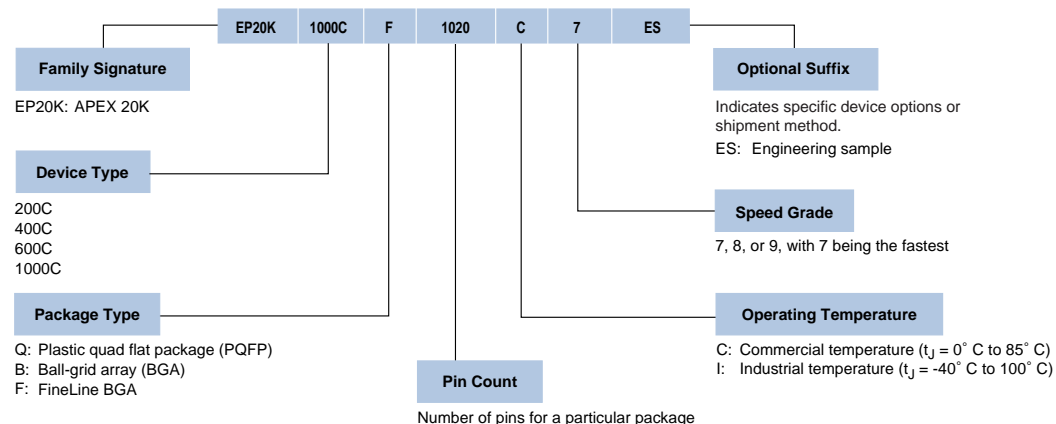 EP20K 1000C F 1020 C 7 ES
Family Signature
EP20K: APEX 20K
Optional Suffix
Indicates specific device options or
shipment method.
ES: Engineering sample
Device Type
200C
400C
600C
1000C
Speed Grade
7, 8, or 9, with 7 being the fastest
Package Type
Q: Plastic quad flat package (PQFP)
B: Ball-grid array (BGA)
F: FineLine BGA
Operating Temperature
C: Commercial temperature (tJ = 0° C to 85° C)
I: Industrial temperature (tJ = -40° C to 100° C)
Pin Count
Number of pins for a particular package